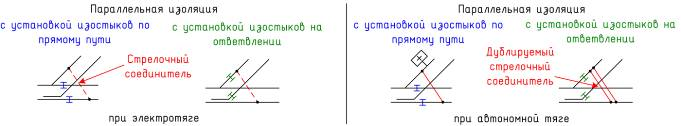 Параллельная изоляция
с установкой изостыков по
прямому пути
с установкой изостыков на
ответвлении
Стрелочный
соединитель
при электротяге
Параллельная изоляция
с установкой изостыков по
прямому пути
с установкой изостыков на
ответвлении
Дублируемый
стрелочный
соединитель
при автономной тяге